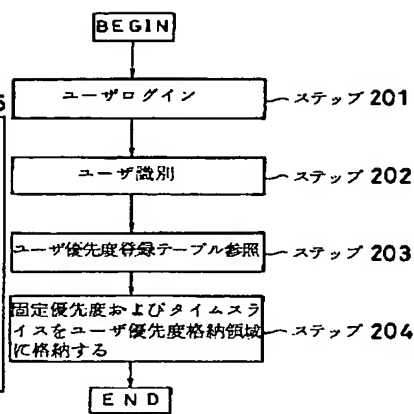 BEGIN
5
ユーザログイン
ステップ 201
ユーザ識別
ステップ 202
ユーザ優先度登録テーブル参照
ステップ 203
固定優先度およびタイムスラ
イスをユーザ優先度格納領域
に格納する
ステップ 204
END